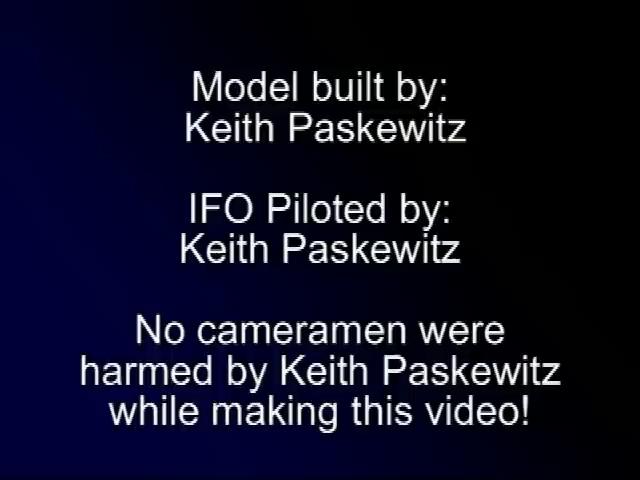 Model built by:
Keith Paskewitz
IFO Piloted by:
Keith Paskewitz
No cameramen were
harmed by Keith Paskewitz
while making this video!